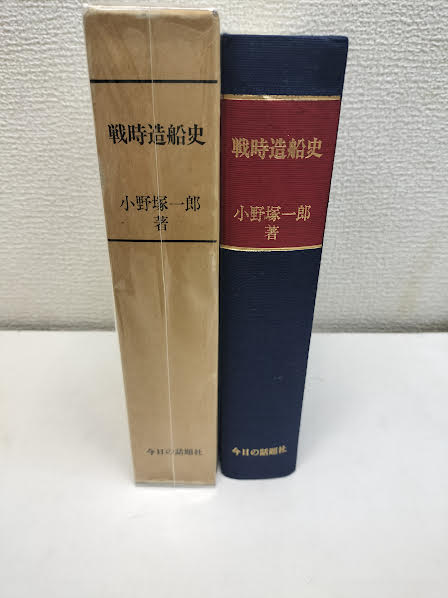 戦時造船史
小野塚一郎
著
今日の話題社
戦時造船史
小野塚一郎
著
今日の話題社